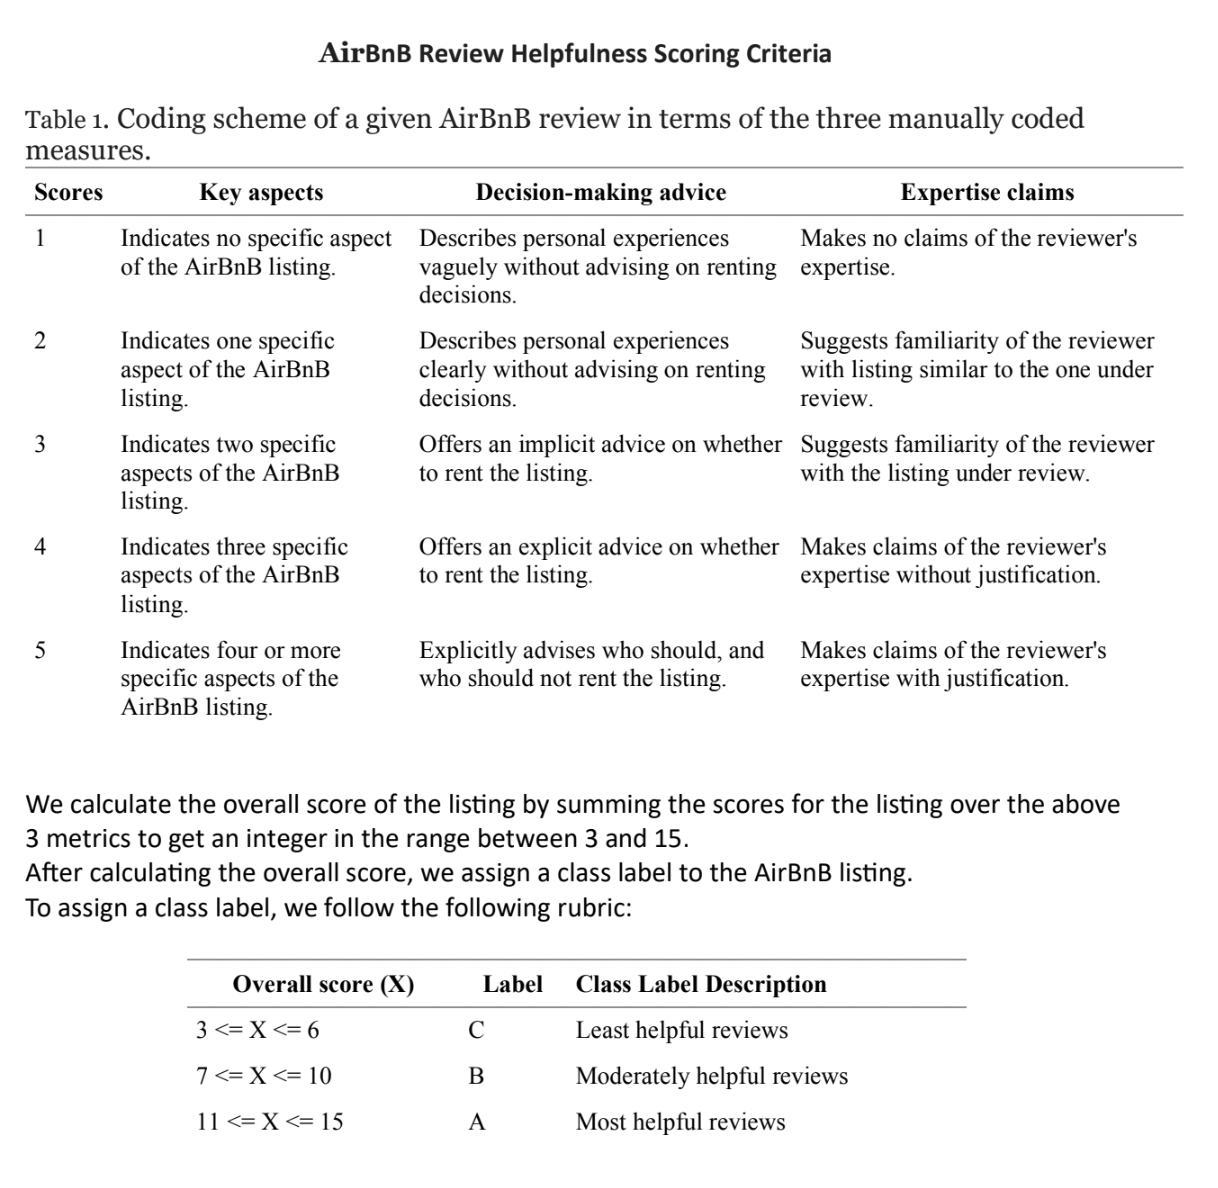 AirBnB Review Helpfulness Scoring Criteria
Table 1. Coding scheme of a given AirBnB review in terms of the three manually coded
measures.
Scores Key aspects Decision-making advice Expertise claims
1 Indicates no specific aspect Describes personal experiences Makes no claims of the reviewer's
of the AirBnB listing. vaguely without advising on renting expertise.
decisions.
2 Indicates one specific Describes personal experiences Suggests familiarity of the reviewer
aspect of the AirBnB clearly without advising on renting with listing similar to the one under
listing. decisions. review.
3 Indicates two specific Offers an implicit advice on whether Suggests familiarity of the reviewer
aspects of the AirBnB to rent the listing. with the listing under review.
listing.
4 Indicates three specific Offers an explicit advice on whether Makes claims of the reviewer's
aspects of the AirBnB to rent the listing. expertise without justification.
listing.
5 Indicates four or more Explicitly advises who should, and Makes claims of the reviewer's
specific aspects of the who should not rent the listing. expertise with justification.
AirBnB listing.
We calculate the overall score of the listing by summing the scores for the listing over the above
3 metrics to get an integer in the range between 3 and 15.
After calculating the overall score, we assign a class label to the AirBnB listing.
To assign a class label, we follow the following rubric:
Overall score (X) Label Class Label Description
3 <= X <= 6 C Least helpful reviews
7 <= X <= 10 B Moderately helpful reviews
11 <= X <= 15 A Most helpful reviews